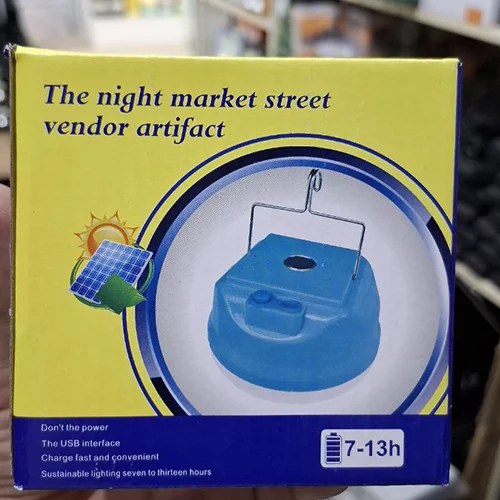 The night market street
vendor artifact
Don't the power
The USB interface
Charge fast and convenient
Sustainable lighting seven to thirteen hours
7-13h